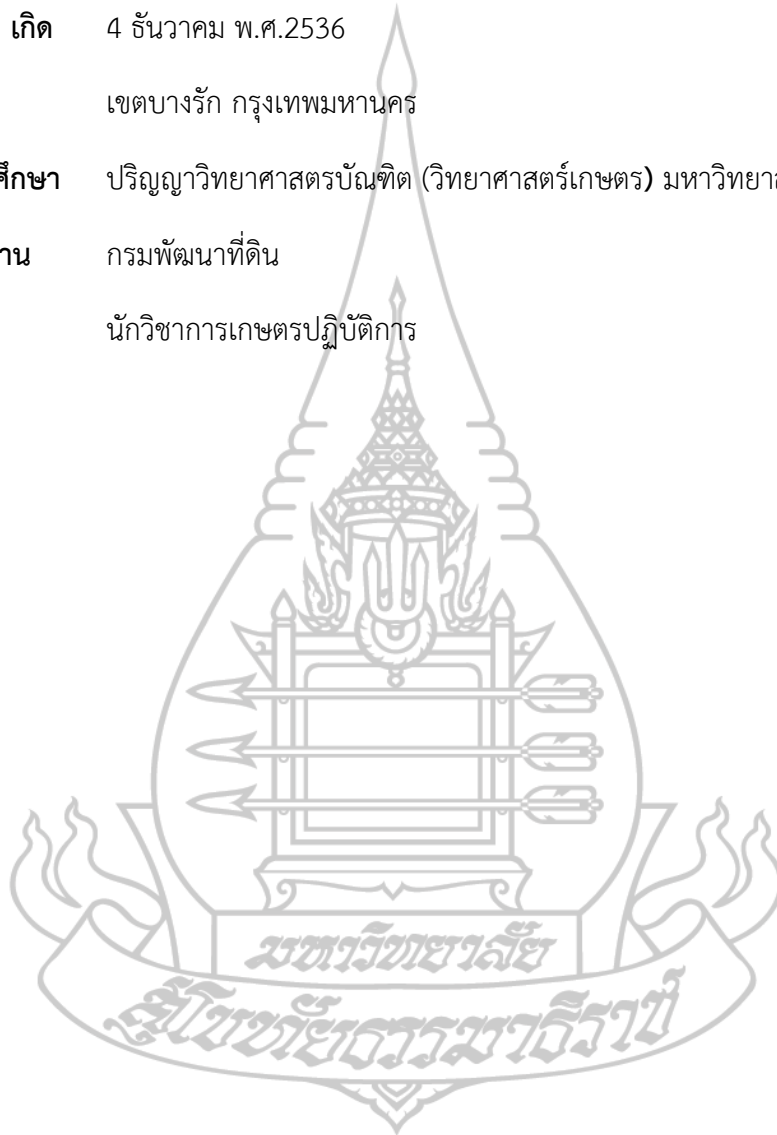 เกิด 4 ธันวาคม พ.ศ.2536
เขตบางรัก กรุงเทพมหานคร
ศึกษา ปริญญาวิทยาศาสตรบัณฑิต (วิทยาศาสตร์เกษตร) มหาวิทยา
าน กรมพัฒนาที่ดิน
นักวิชาการเกษตรปฏิบัติการ
มหาวิทยาลัย
สุโขทัยธรรมาธิราช